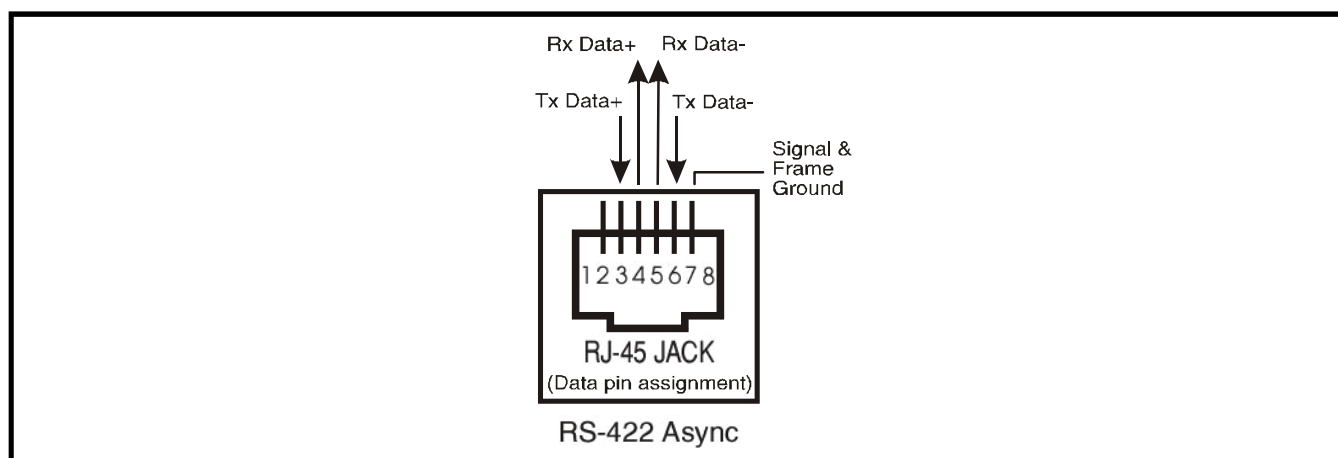 Rx Data+ Rx Data-
Tx Data+ Tx Data-
Signal &
Frame
Ground
12345678
RJ-45 JACK
(Data pin assignment)
RS-422 Async